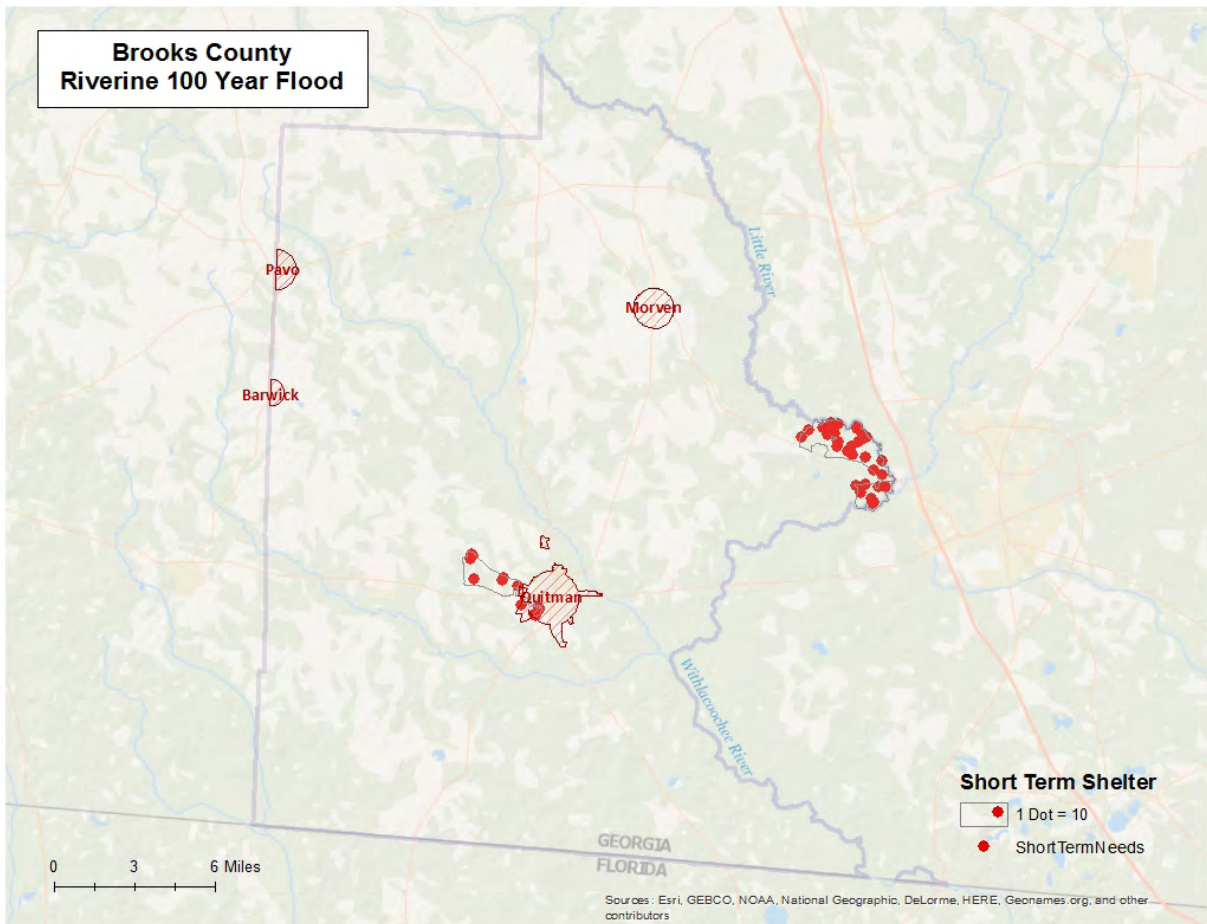 Brooks County
Riverine 100 Year Flood
Little River
Pavo
Morven
Barwick
Quitman
Withlacoochee River
Short Term Shelter
1 Dot = 10
ShortTermNeeds
GEORGIA
FLORIDA
0 3 6 Miles
Sources: Esri, GEBCO, NOAA, National Geographic, DeLorme, HERE, Geonames.org, and other
contributors